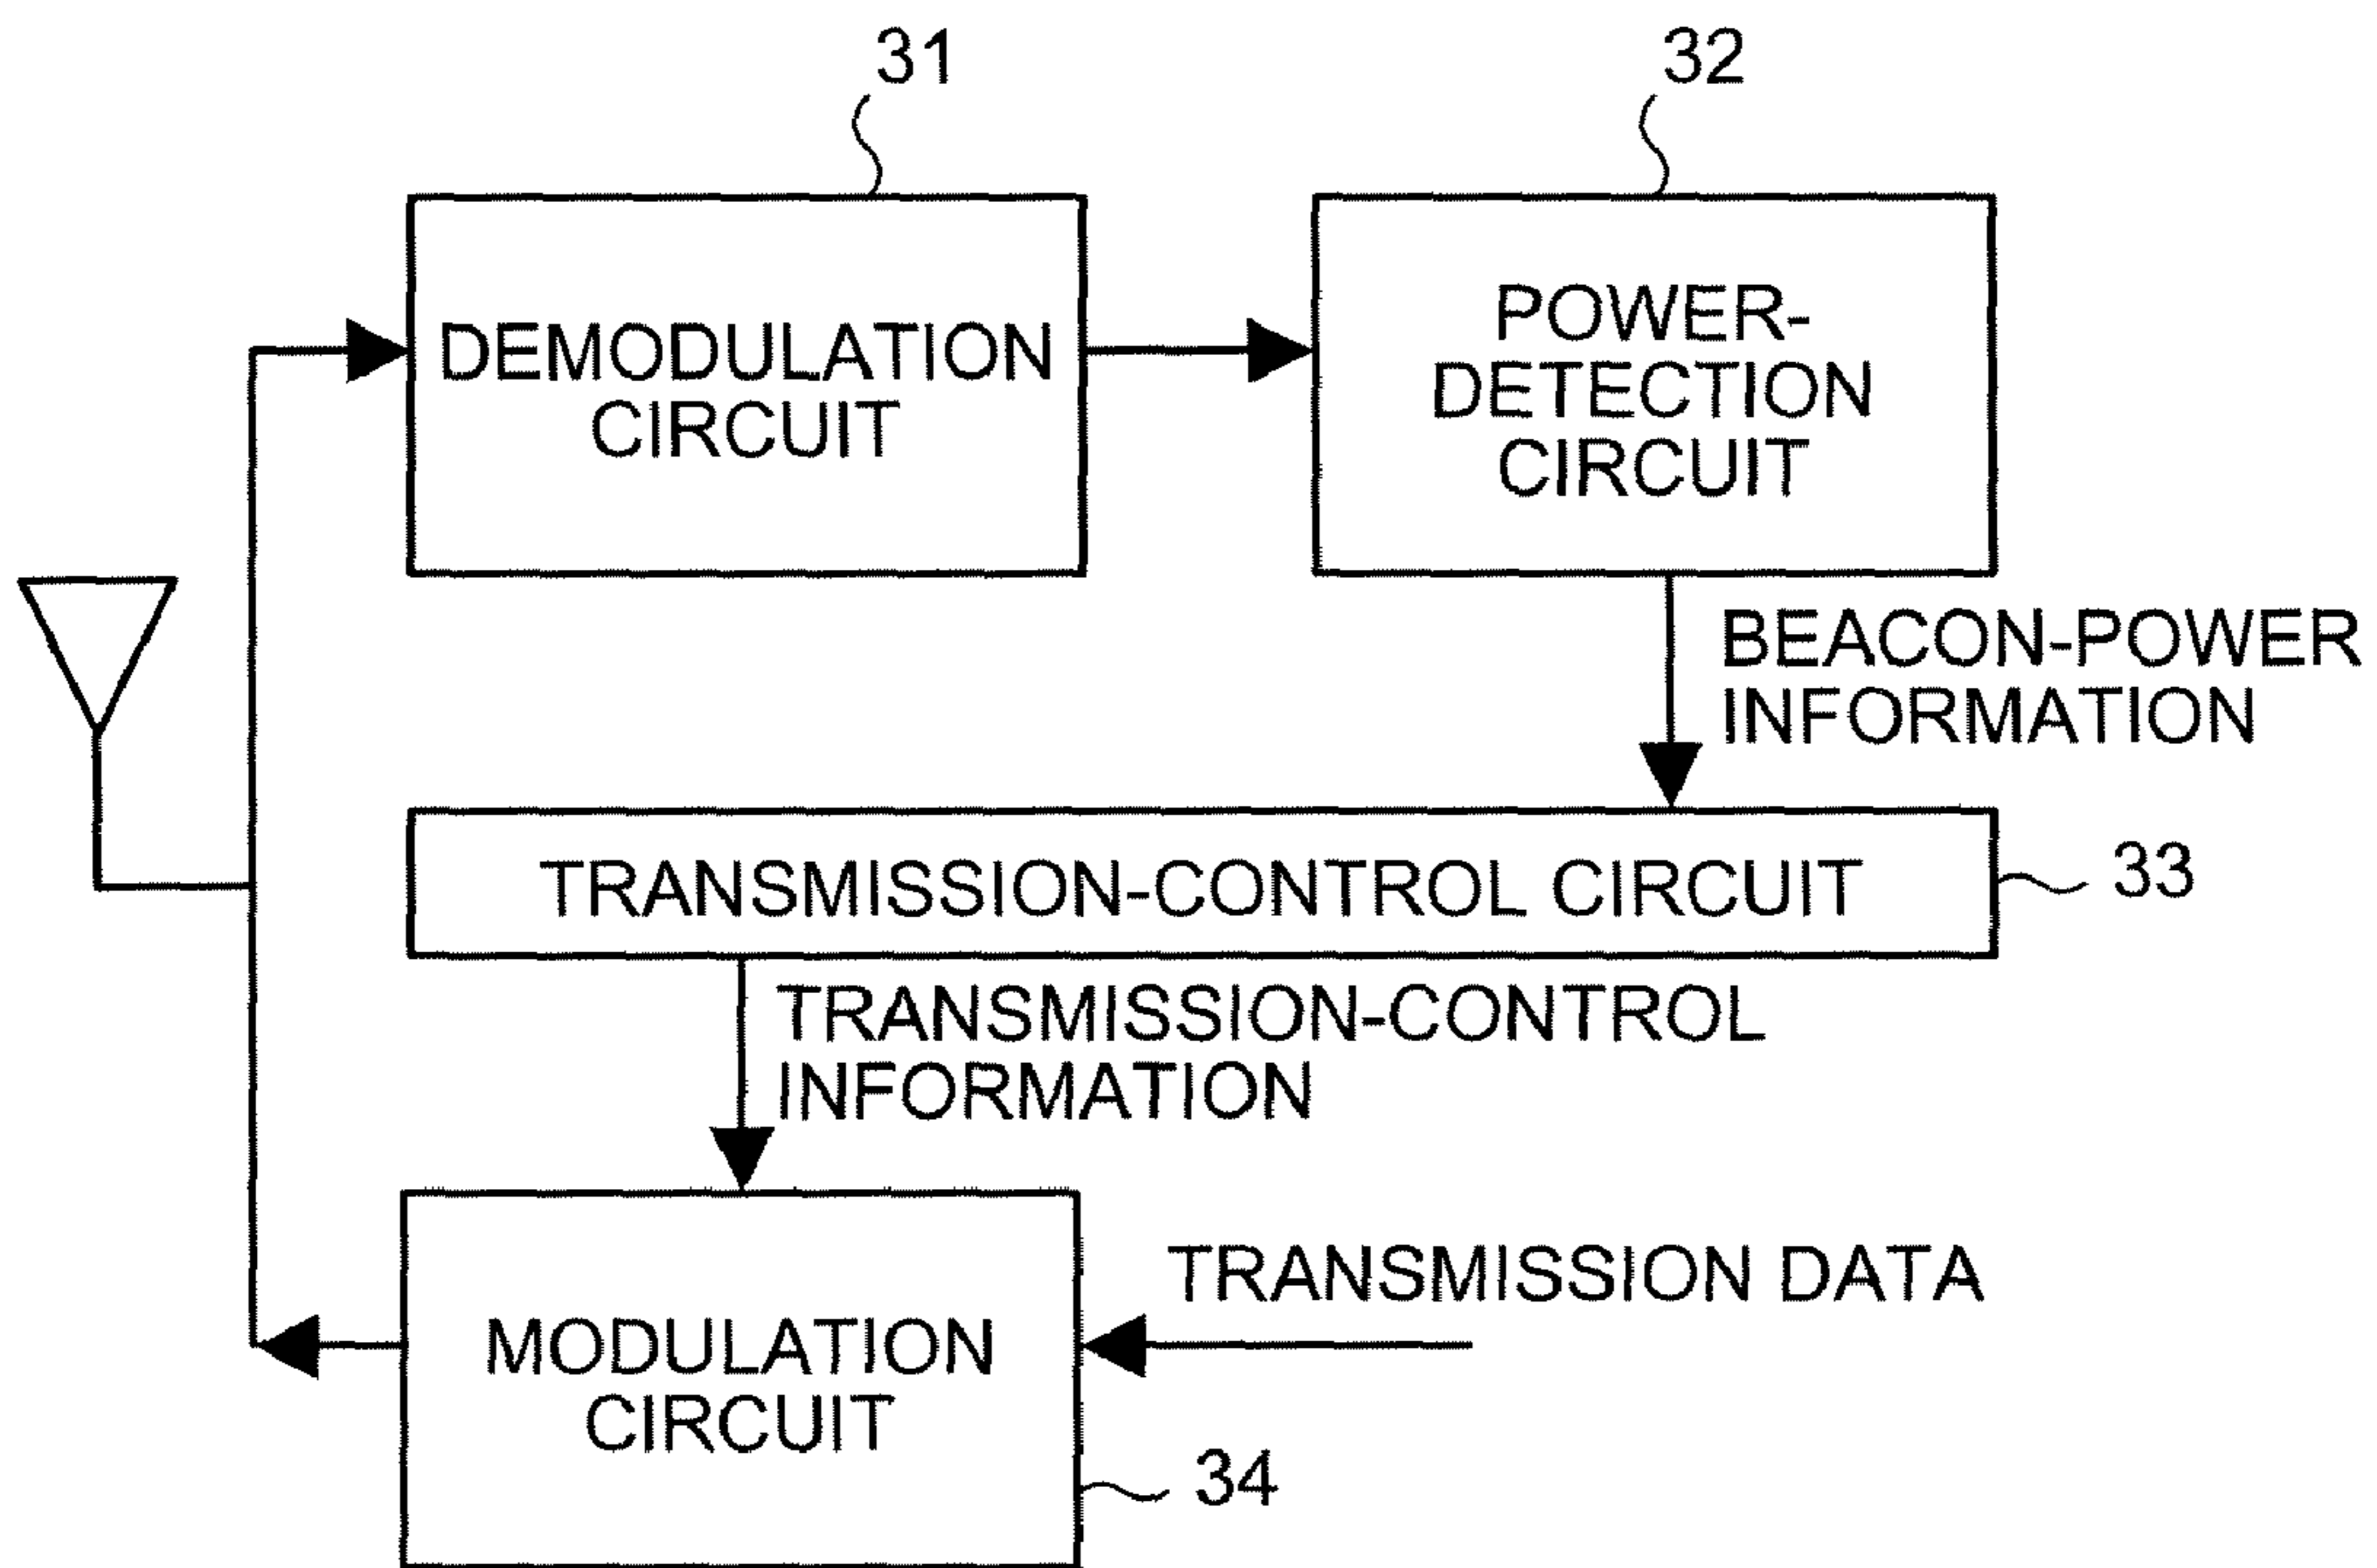 31
32
DEMODULATION
CIRCUIT
POWER-
DETECTION
CIRCUIT
BEACON-POWER
INFORMATION
TRANSMISSION-CONTROL CIRCUIT
33
TRANSMISSION-CONTROL
INFORMATION
TRANSMISSION DATA
MODULATION
CIRCUIT
34